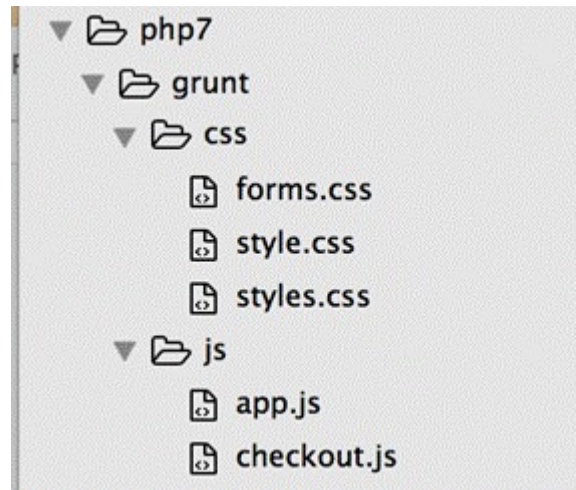 php7
grunt
css
forms.css
style.css
styles.css
js
app.js
checkout.js